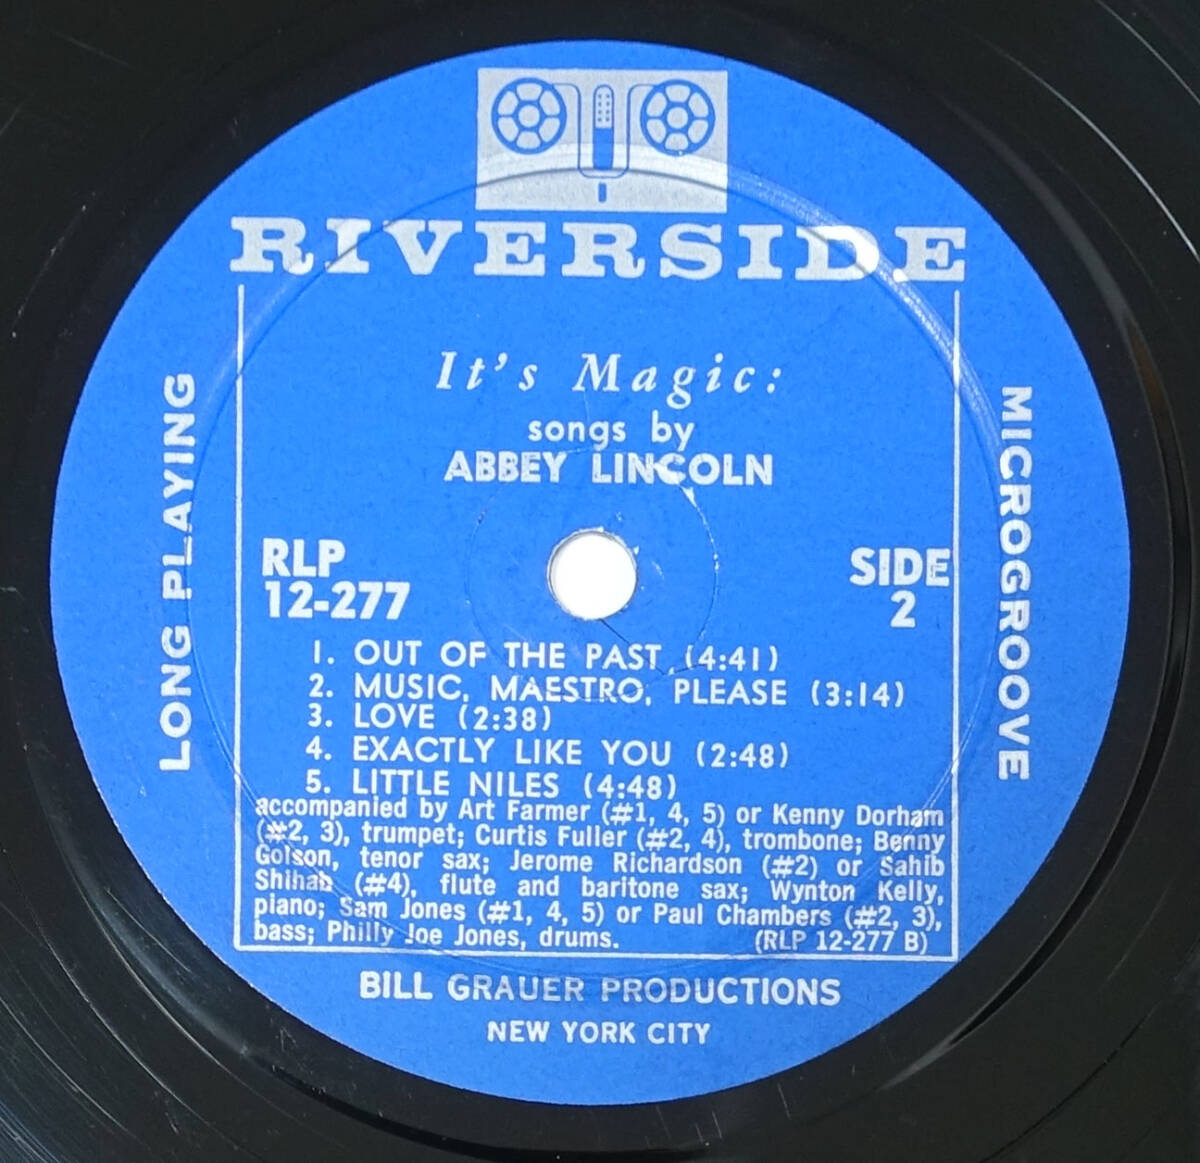 RIVERSIDE
It's Magic:
songs by
ABBEY LINCOLN
LONG PLAYING
MICROGROOVE
RLP
12-277
SIDE
2
1. OUT OF THE PAST (4:41)
2. MUSIC, MAESTRO, PLEASE (3:14)
3. LOVE (2:38)
4. EXACTLY LIKE YOU (2:48)
5. LITTLE NILES (4:48)
accompanied by Art Farmer (#1, 4, 5) or Kenny Dorham
(#2, 3), trumpet; Curtis Fuller (#2, 4), trombone; Benny
Golson, tenor sax; Jerome Richardson (#2) or Sahib
Shihab (#4), flute and baritone sax; Wynton Kelly,
piano; Sam Jones (#1, 4, 5) or Paul Chambers (#2, 3),
bass; Philly Joe Jones, drums. (RLP 12-277 B)
BILL GRAUER PRODUCTIONS
NEW YORK CITY